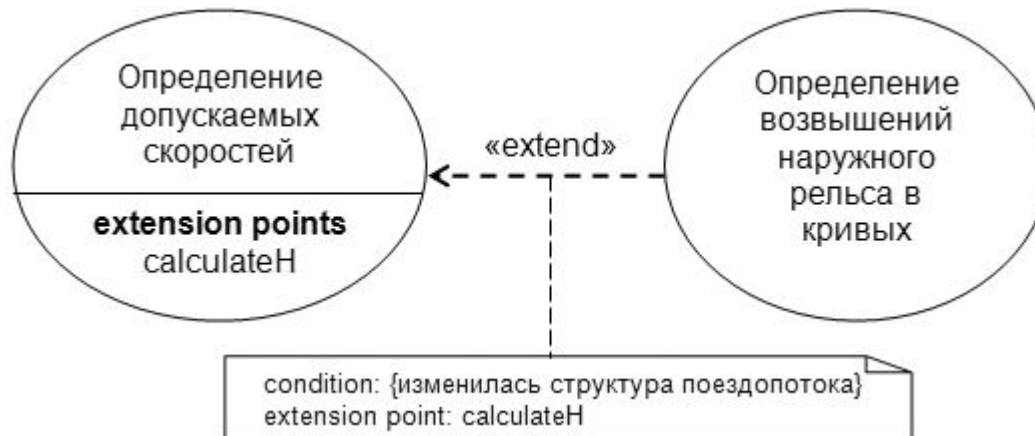 Определение
допускаемых
скоростей
extension points
calculateH
«extend»
Определение
возвышений
наружного
рельса в
кривых
condition: {изменилась структура поездопотока}
extension point: calculateH